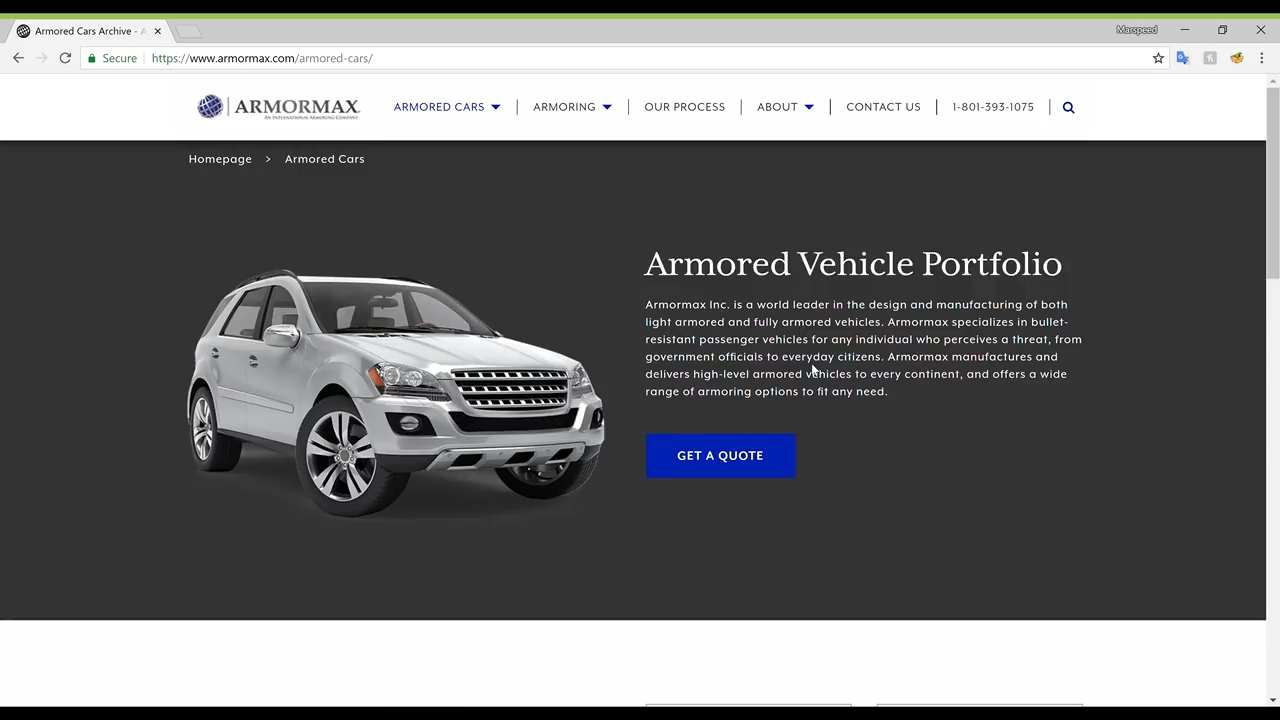 Armored Cars Archive - A
Marspeed
Secure
https://www.armormax.com/armored-cars/
ARMORMAX
AN INTERNATIONAL ARMORING COMPANY
ARMORED CARS
ARMORING
OUR PROCESS
ABOUT
CONTACT US
1-801-393-1075
Homepage > Armored Cars
Armored Vehicle Portfolio
Armormax Inc. is a world leader in the design and manufacturing of both
light armored and fully armored vehicles. Armormax specializes in bullet-
resistant passenger vehicles for any individual who perceives a threat, from
government officials to everyday citizens. Armormax manufactures and
delivers high-level armored vehicles to every continent, and offers a wide
range of armoring options to fit any need.
GET A QUOTE